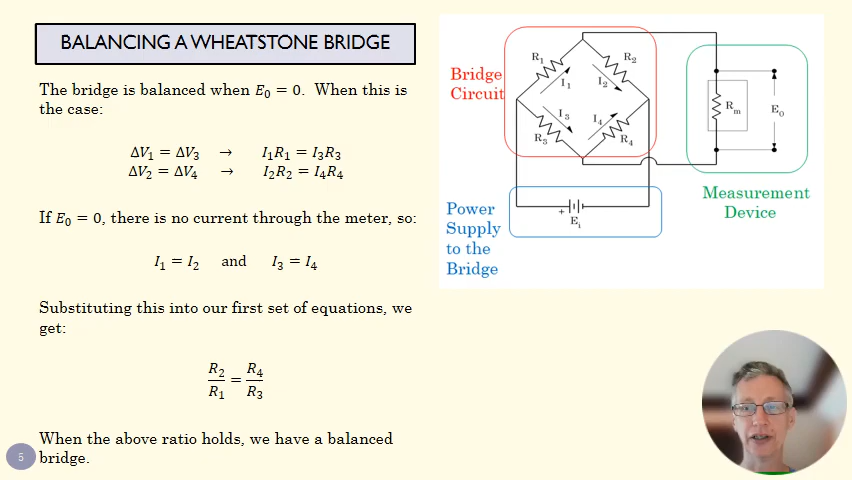 BALANCING A WHEATSTONE BRIDGE
The bridge is balanced when E₀ = 0. When this is
the case:
ΔV₁ = ΔV₃ → I₁R₁ = I₃R₃
ΔV₂ = ΔV₄ → I₂R₂ = I₄R₄
If E₀ = 0, there is no current through the meter, so:
I₁ = I₂ and I₃ = I₄
Substituting this into our first set of equations, we
get:
R₂/R₁ = R₄/R₃
When the above ratio holds, we have a balanced
bridge.
5
Bridge
Circuit
R₁
R₂
I₁
I₂
I₃
I₄
R₃
R₄
Rₘ
E₀
Measurement
Device
Power
Supply
to the
Bridge
+
Eᵢ